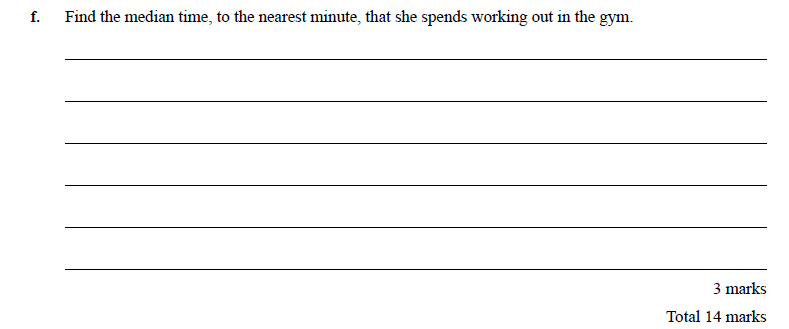 f. Find the median time, to the nearest minute, that she spends working out in the gym.
3 marks
Total 14 marks